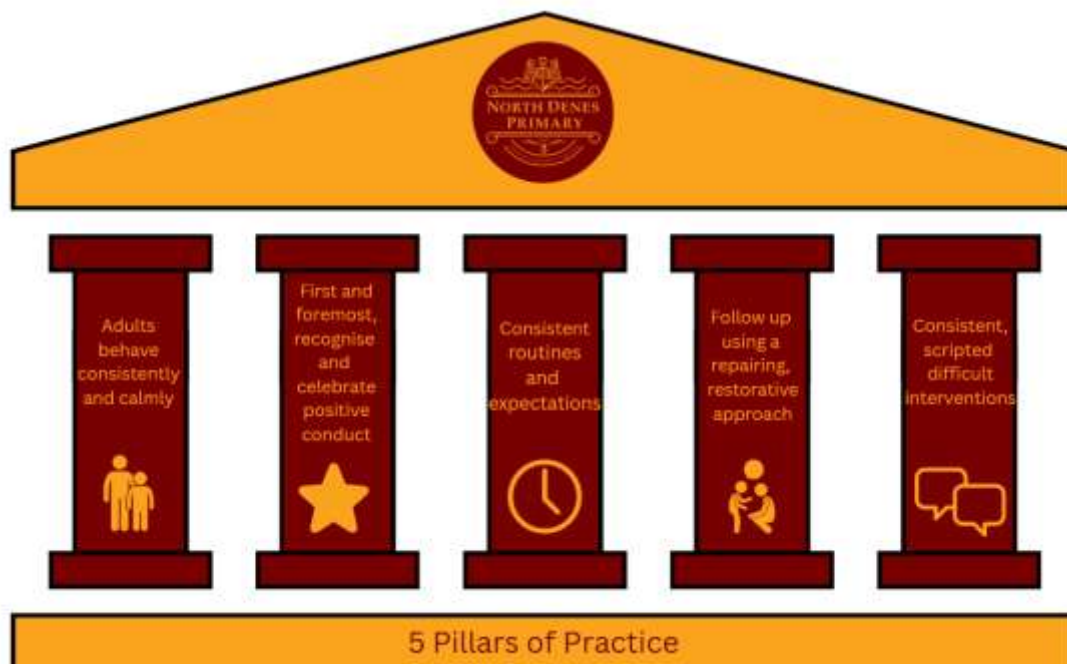 NORTH DENES
PRIMARY
Adults
behave
consistently
and calmly
First and
foremost,
recognise
and
celebrate
positive
conduct
Consistent
routines
and
expectations
Follow up
using a
repairing,
restorative
approach
Consistent,
scripted
difficult
interventions
5 Pillars of Practice